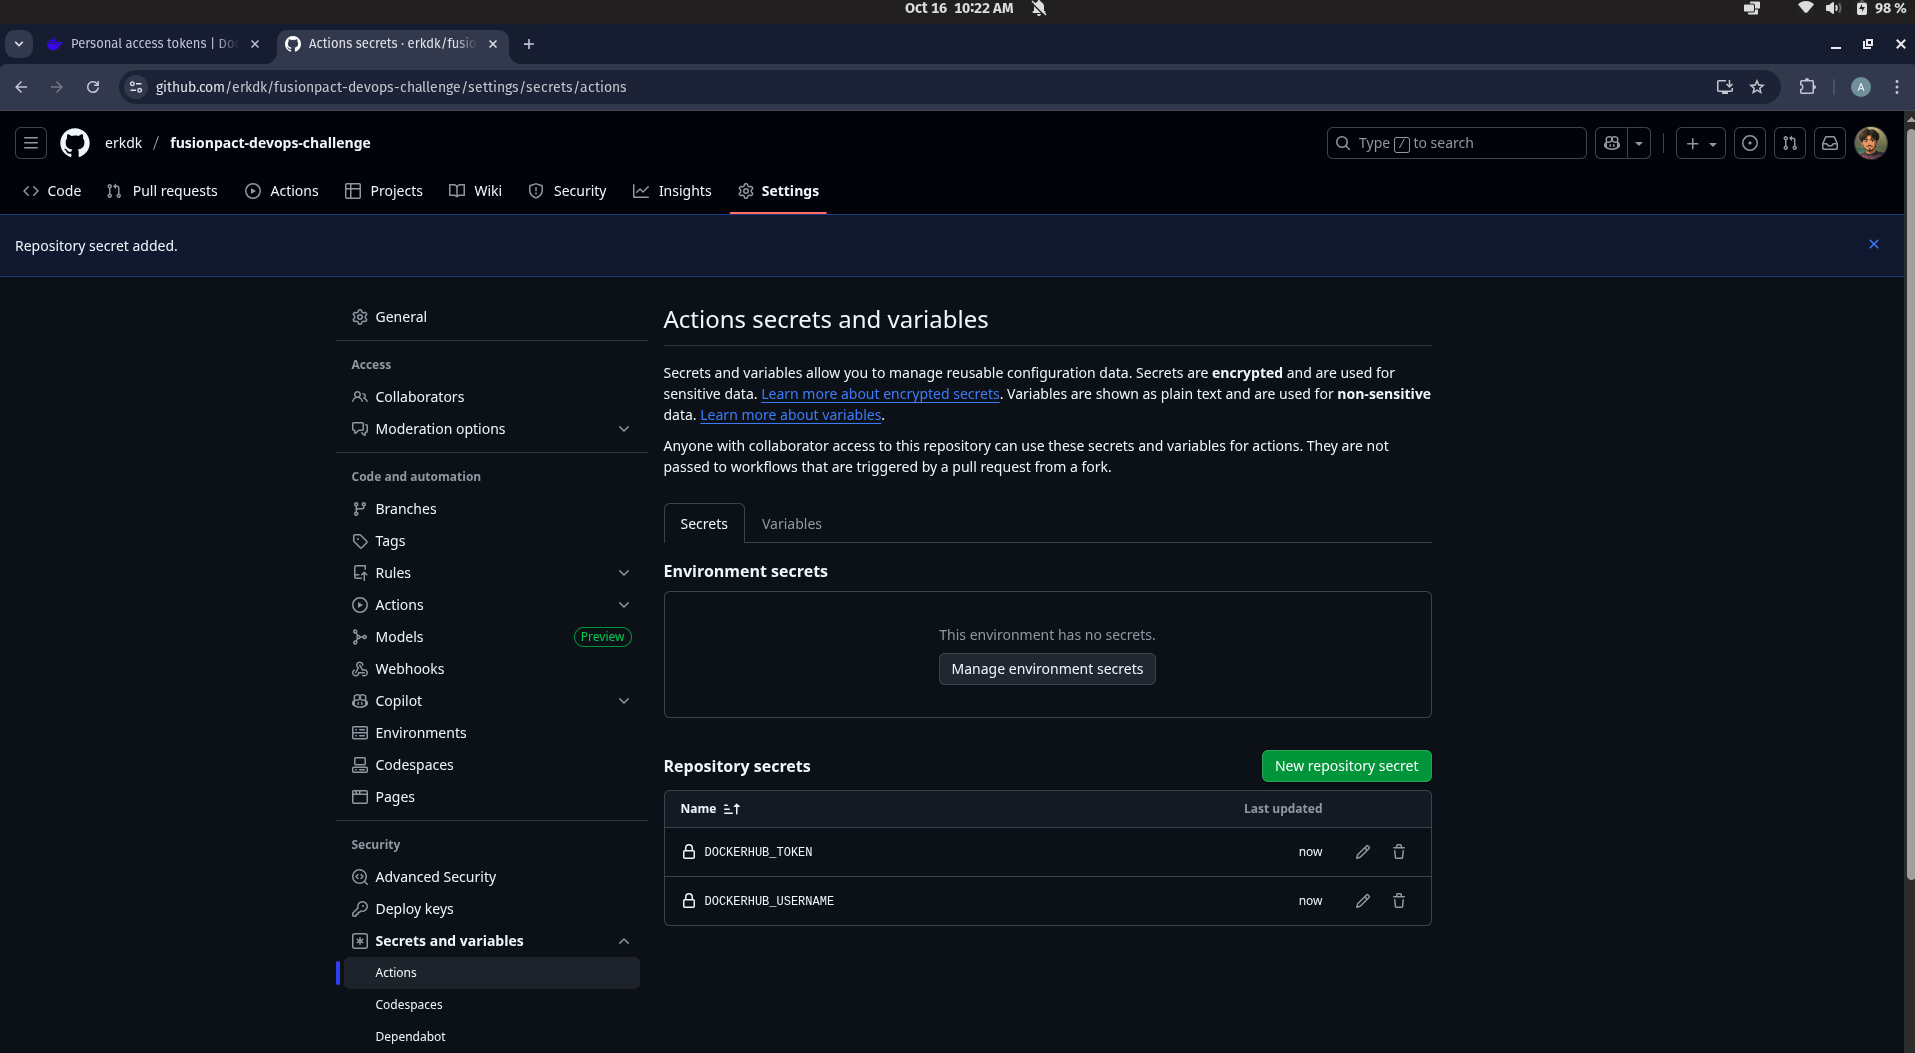 Oct 16 10:22 AM
98 %
Personal access tokens | Doc
Actions secrets · erkdk/fusio
github.com/erkdk/fusionpact-devops-challenge/settings/secrets/actions
A
erkdk / fusionpact-devops-challenge
Type / to search
Code
Pull requests
Actions
Projects
Wiki
Security
Insights
Settings
Repository secret added.
General
Access
Collaborators
Moderation options
Code and automation
Branches
Tags
Rules
Actions
Models
Preview
Webhooks
Copilot
Environments
Codespaces
Pages
Security
Advanced Security
Deploy keys
Secrets and variables
Actions
Codespaces
Dependabot
Actions secrets and variables
Secrets and variables allow you to manage reusable configuration data. Secrets are encrypted and are used for
sensitive data. Learn more about encrypted secrets. Variables are shown as plain text and are used for non-sensitive
data. Learn more about variables.
Anyone with collaborator access to this repository can use these secrets and variables for actions. They are not
passed to workflows that are triggered by a pull request from a fork.
Secrets
Variables
Environment secrets
This environment has no secrets.
Manage environment secrets
Repository secrets
New repository secret
Name
Last updated
DOCKERHUB_TOKEN
now
DOCKERHUB_USERNAME
now